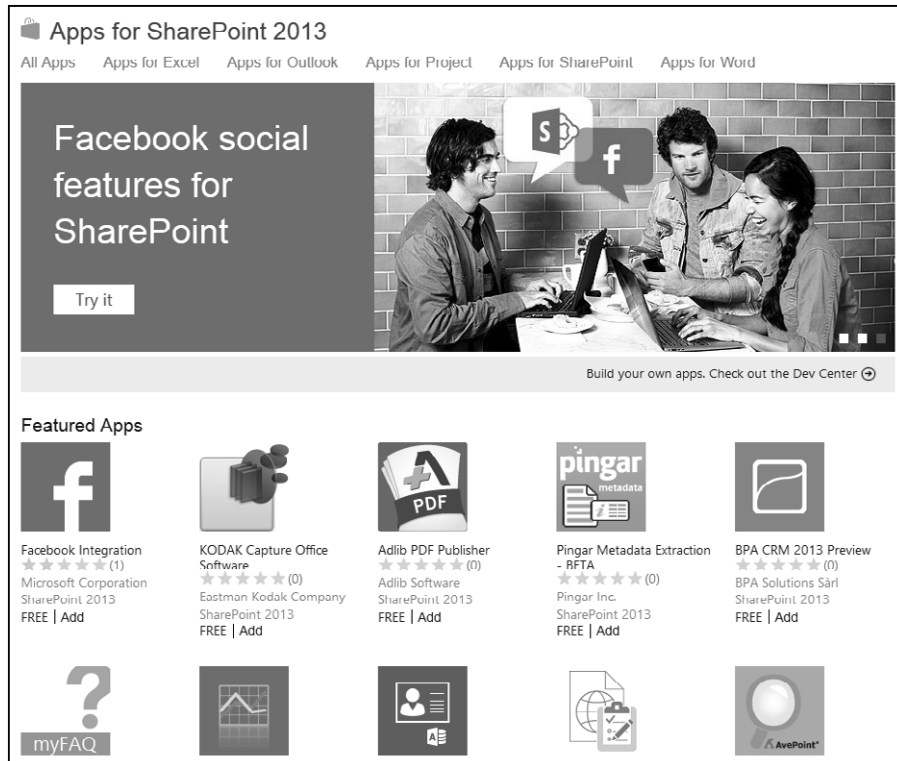 Apps for SharePoint 2013
All Apps Apps for Excel Apps for Outlook Apps for Project Apps for SharePoint Apps for Word
Facebook social
features for
SharePoint
S f
Try it
Build your own apps. Check out the Dev Center
Featured Apps
f
PDF
pingar
metadata
Facebook Integration
(1)
Microsoft Corporation
SharePoint 2013
FREE | Add
KODAK Capture Office
Software
(0)
Eastman Kodak Company
SharePoint 2013
FREE | Add
Adlib PDF Publisher
(0)
Adlib Software
SharePoint 2013
FREE | Add
Pingar Metadata Extraction
- BETA
(0)
Pingar Inc.
SharePoint 2013
FREE | Add
BPA CRM 2013 Preview
(0)
BPA Solutions Sàrl
SharePoint 2013
FREE | Add
?
myFAQ
A
AvePoint